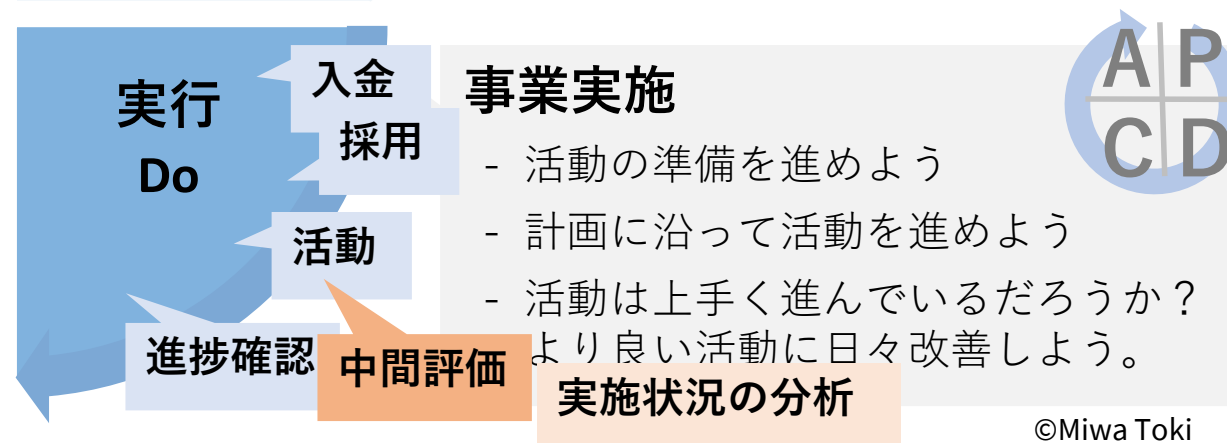 実行
Do
入金
採用
活動
進捗確認
中間評価
事業実施
- 活動の準備を進めよう
- 計画に沿って活動を進めよう
- 活動は上手く進んでいるだろうか？
より良い活動に日々改善しよう。
実施状況の分析
A P
C D
©Miwa Toki